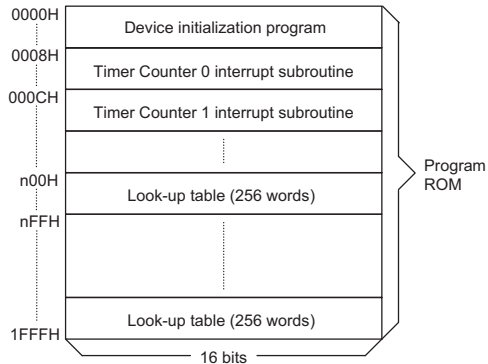 0000H
Device initialization program
0008H
Timer Counter 0 interrupt subroutine
000CH
Timer Counter 1 interrupt subroutine
n00H
Look-up table (256 words)
nFFH
Program
ROM
Look-up table (256 words)
1FFFH
16 bits